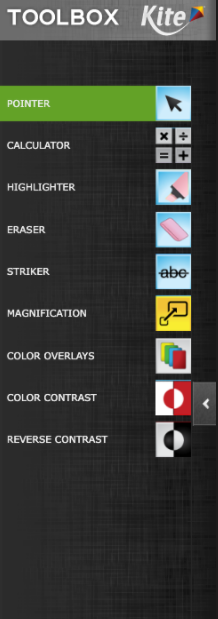 TOOLBOX Kite
POINTER
CALCULATOR
HIGHLIGHTER
ERASER
STRIKER abc
MAGNIFICATION
COLOR OVERLAYS
COLOR CONTRAST
REVERSE CONTRAST